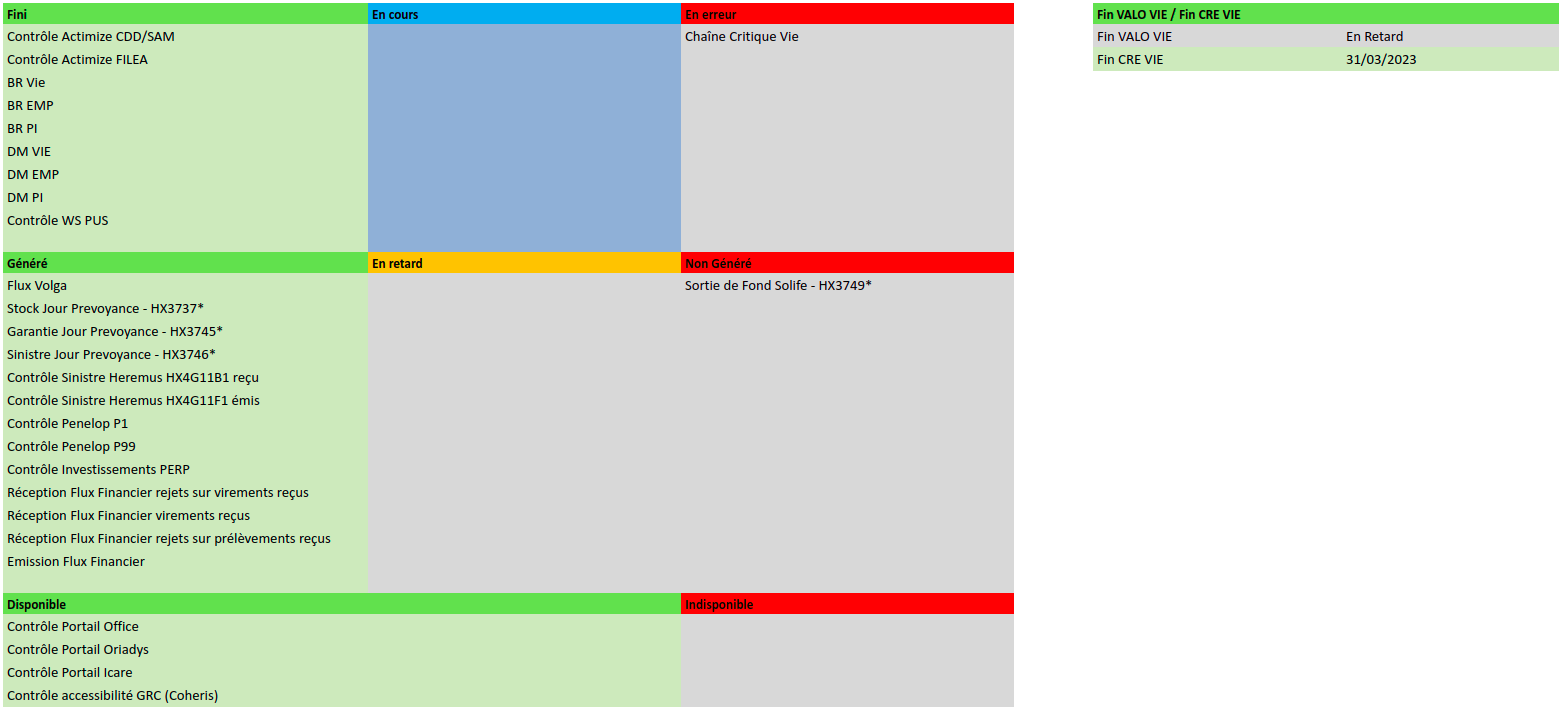 Fini En cours En erreur
Contrôle Actimize CDD/SAM Chaîne Critique Vie
Contrôle Actimize FILEA
BR Vie
BR EMP
BR PI
DM VIE
DM EMP
DM PI
Contrôle WS PUS
Généré En retard Non Généré
Flux Volga Sortie de Fond Solife - HX3749*
Stock Jour Prevoyance - HX3737*
Garantie Jour Prevoyance - HX3745*
Sinistre Jour Prevoyance - HX3746*
Contrôle Sinistre Heremus HX4G11B1 reçu
Contrôle Sinistre Heremus HX4G11F1 émis
Contrôle Penelop P1
Contrôle Penelop P99
Contrôle Investissements PERP
Réception Flux Financier rejets sur virements reçus
Réception Flux Financier virements reçus
Réception Flux Financier rejets sur prélèvements reçus
Emission Flux Financier
Disponible Indisponible
Contrôle Portail Office
Contrôle Portail Oriadys
Contrôle Portail Icare
Contrôle accessibilité GRC (Coheris)
Fin VALO VIE / Fin CRE VIE
Fin VALO VIE En Retard
Fin CRE VIE 31/03/2023